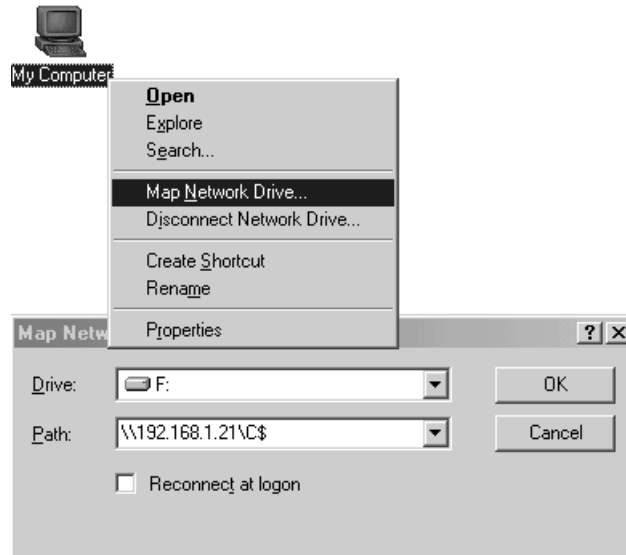 My Computer
Open
Explore
Search...
Map Network Drive...
Disconnect Network Drive...
Create Shortcut
Rename
Properties
Map Netw
?
Drive:
F:
OK
Path:
\\192.168.1.21\C$
Cancel
Reconnect at logon